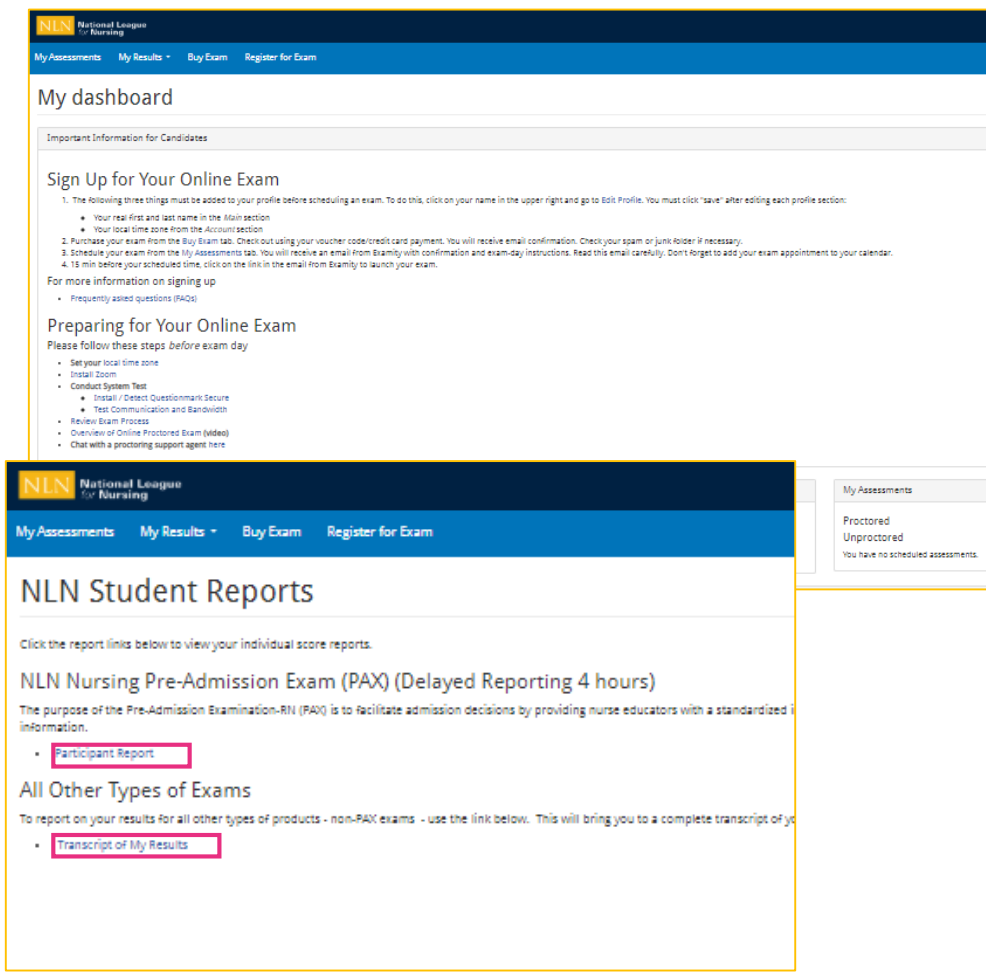 NLN National League
for Nursing
My Assessments My Results Buy Exam Register for Exam
My dashboard
Important Information for Candidates
Sign Up for Your Online Exam
1. The following three things must be added to your profile before scheduling an exam. To do this, click on your name in the upper right and go to Edit Profile. You must click "save" after editing each profile section:
Your real first and last name in the Main section
Your local time zone from the Account section
2. Purchase your exam from the Buy Exam tab. Check out using your voucher code/credit card payment. You will receive email confirmation. Check your spam or junk folder if necessary.
3. Schedule your exam from the My Assessments tab. You will receive an email from Examity with confirmation and exam-day instructions. Read this email carefully. Don't forget to add your exam appointment to your calendar.
4. 15 min before your scheduled time, click on the link in the email from Examity to launch your exam.
For more information on signing up
Frequently asked questions (FAQs)
Preparing for Your Online Exam
Please follow these steps before exam day
Set your local time zone
Install Zoom
Conduct System Test
Install / Detect Questionmark Secure
Test Communication and Bandwidth
Review Exam Process
Overview of Online Proctored Exam (video)
Chat with a proctoring support agent here
My Assessments
Proctored
Unproctored
You have no scheduled assessments.
NLN National League
for Nursing
My Assessments My Results Buy Exam Register for Exam
NLN Student Reports
Click the report links below to view your individual score reports.
NLN Nursing Pre-Admission Exam (PAX) (Delayed Reporting 4 hours)
The purpose of the Pre-Admission Examination-RN (PAX) is to facilitate admission decisions by providing nurse educators with a standardized
information.
Participant Report
All Other Types of Exams
To report on your results for all other types of products - non-PAX exams - use the link below. This will bring you to a complete transcript of
Transcript of My Results